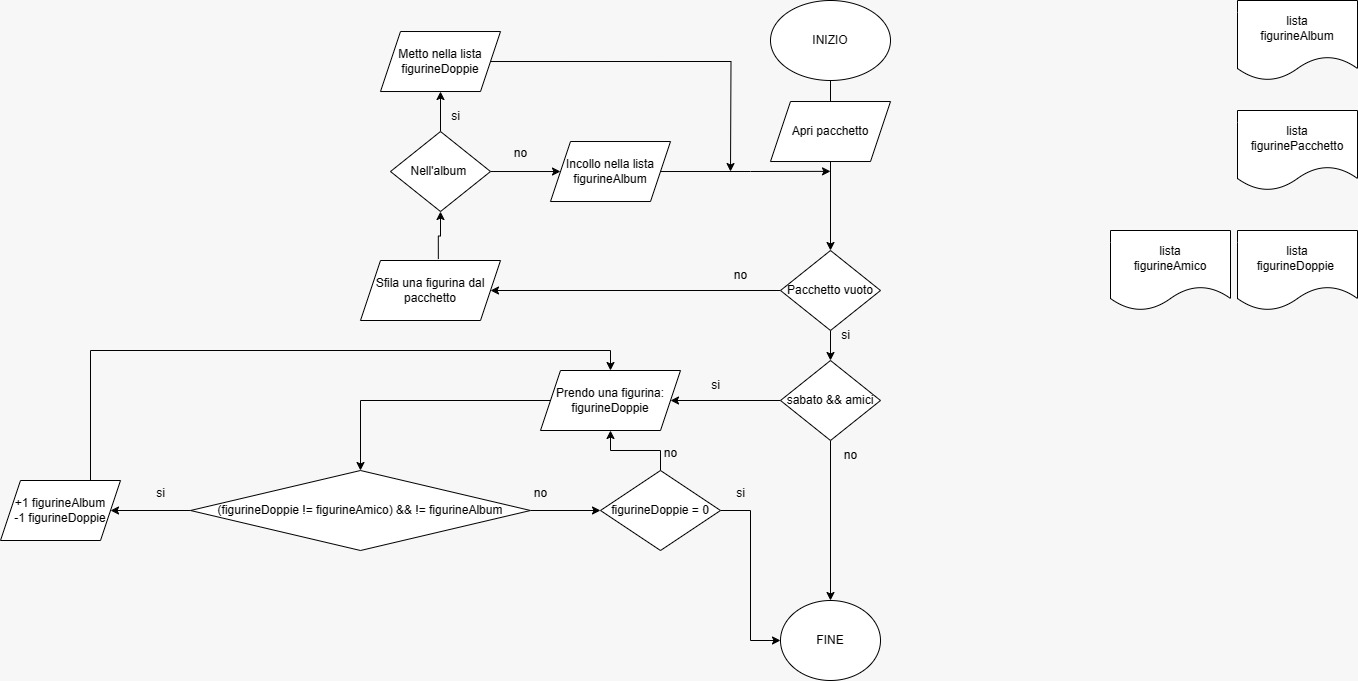 INIZIO
lista
figurineAlbum
Metto nella lista
figurineDoppie
si
Apri pacchetto
lista
figurinePacchetto
Nell'album
no
Incollo nella lista
figurineAlbum
lista
figurineAmico
lista
figurineDoppie
Sfila una figurina dal
pacchetto
no
Pacchetto vuoto
si
Prendo una figurina:
figurineDoppie
si
sabato && amici
no
no
+1 figurineAlbum
-1 figurineDoppie
si
(figurineDoppie != figurineAmico) && != figurineAlbum
no
figurineDoppie = 0
si
FINE